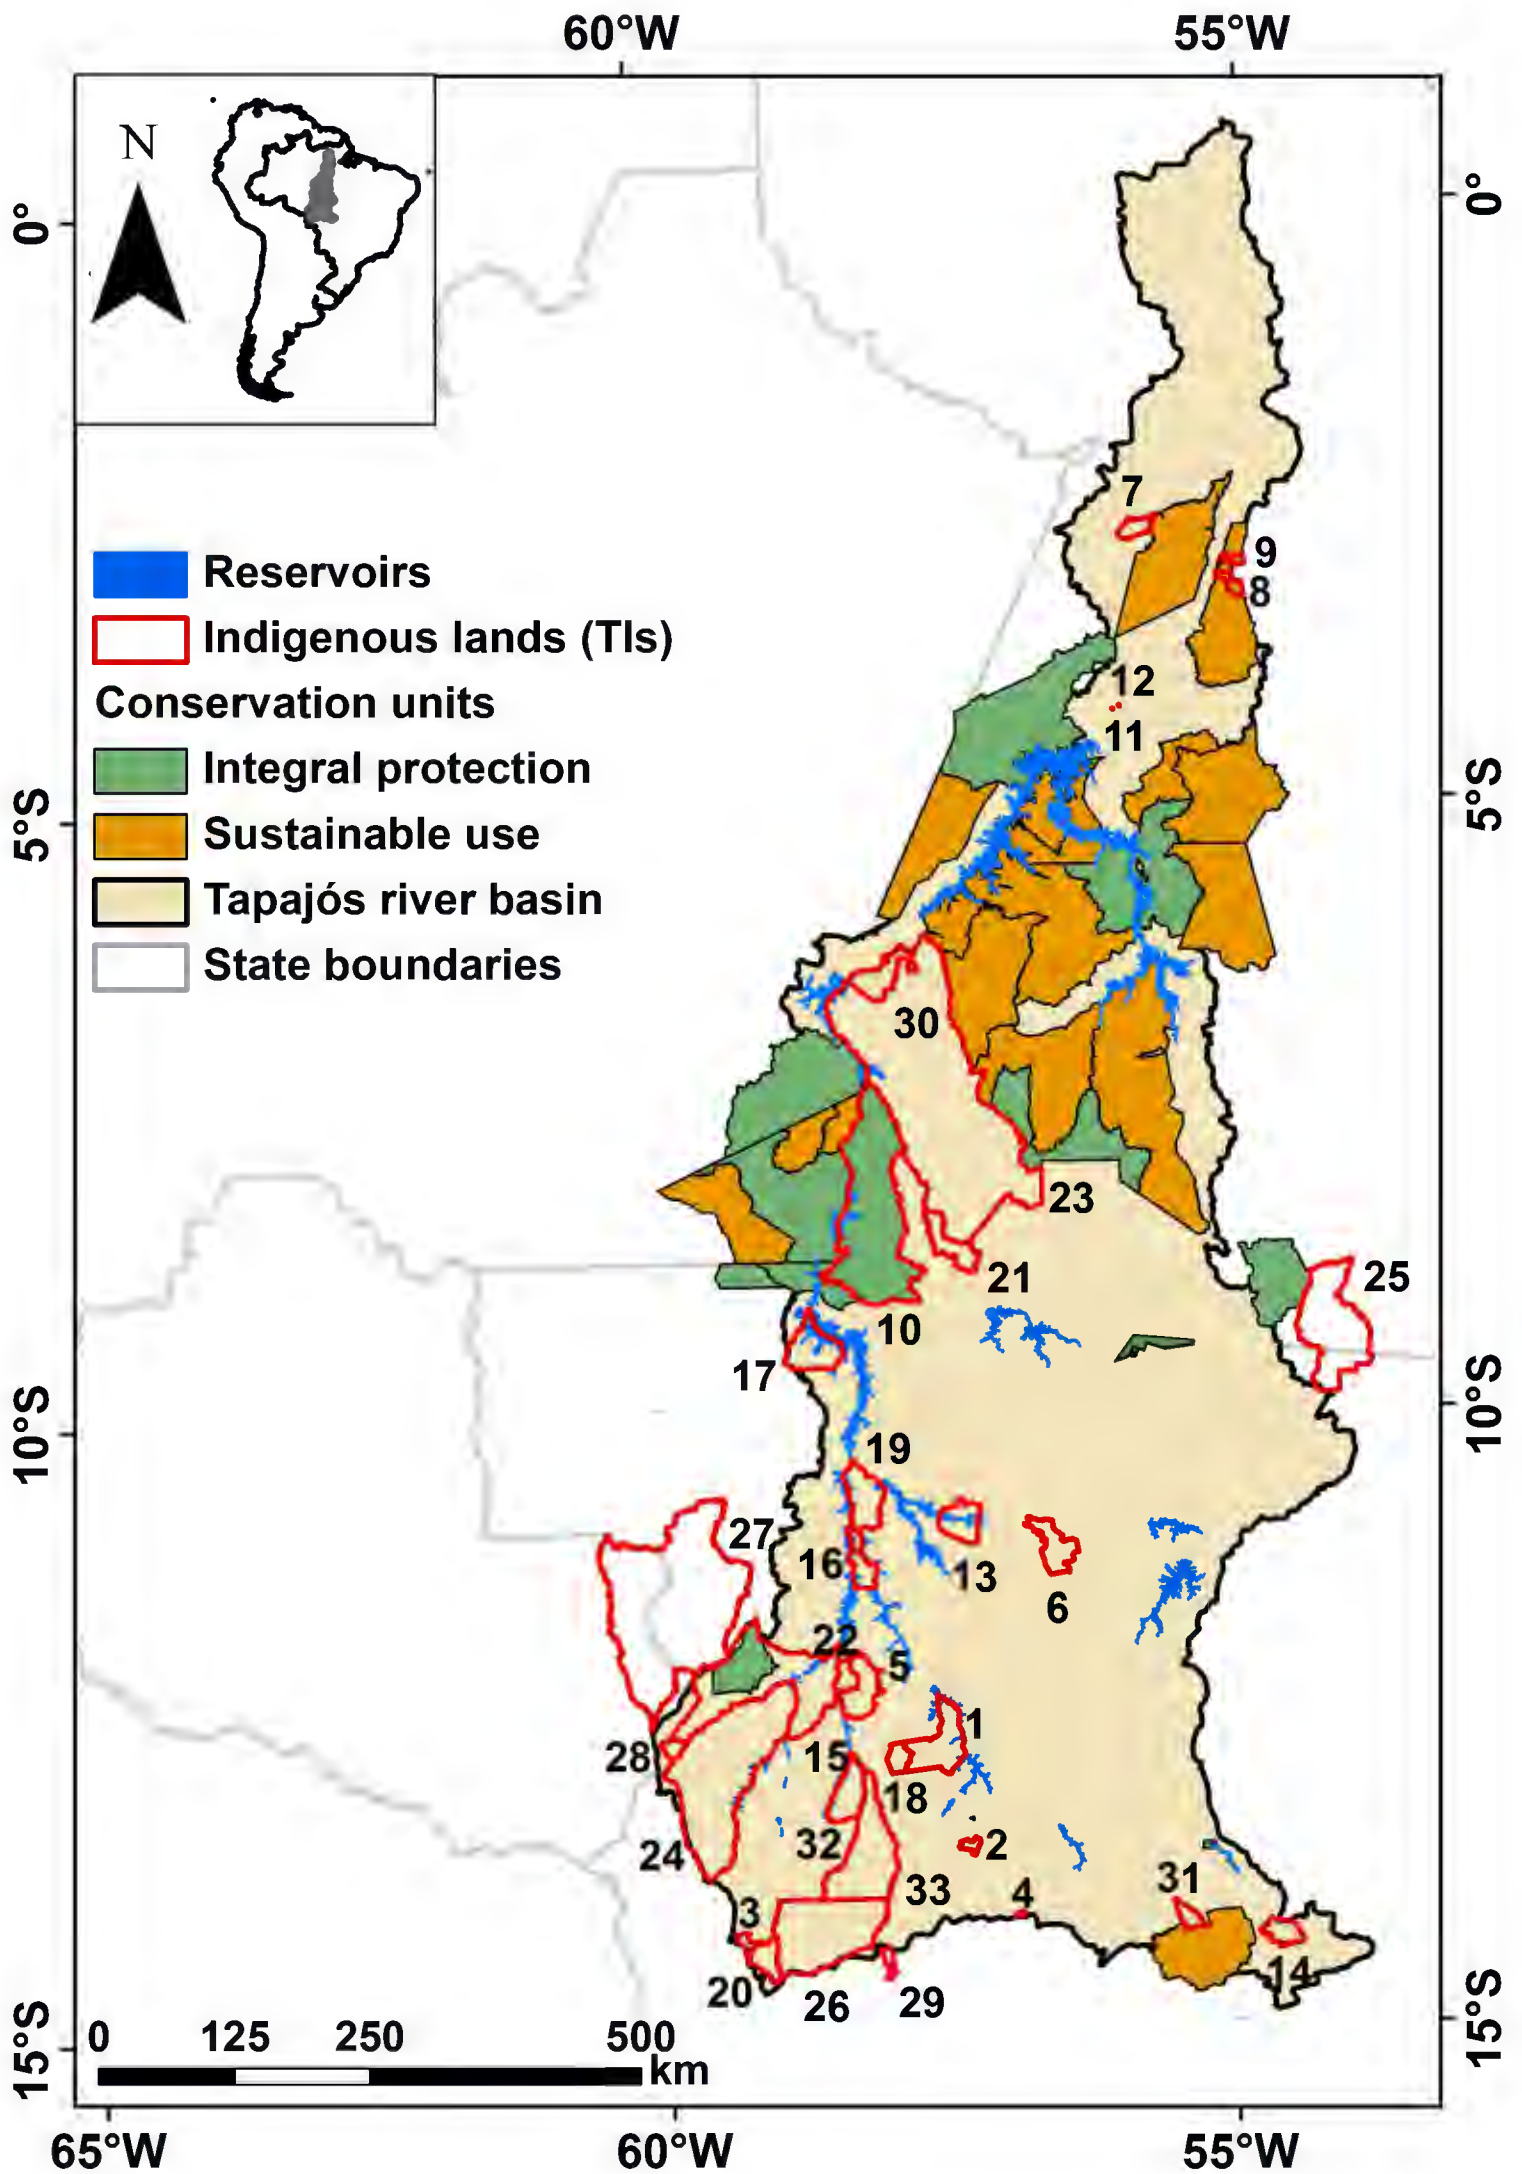 60°W
55°W
N
0°
0°
7
9
8
Reservoirs
Indigenous lands (TIs)
Conservation units
Integral protection
Sustainable use
Tapajós river basin
State boundaries
12
11
5°S
5°S
30
23
21
25
10
17
10°S
10°S
19
27
16
13
6
22
5
1
28
15
18
24
32
2
33
31
3
4
20
26
29
14
0 125 250 500
km
15°S
15°S
65°W
60°W
55°W